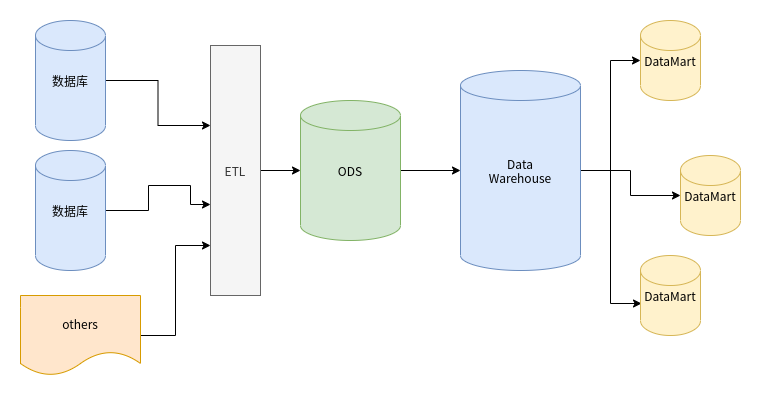 数据库
数据库
others
ETL
ODS
Data
Warehouse
DataMart
DataMart
DataMart